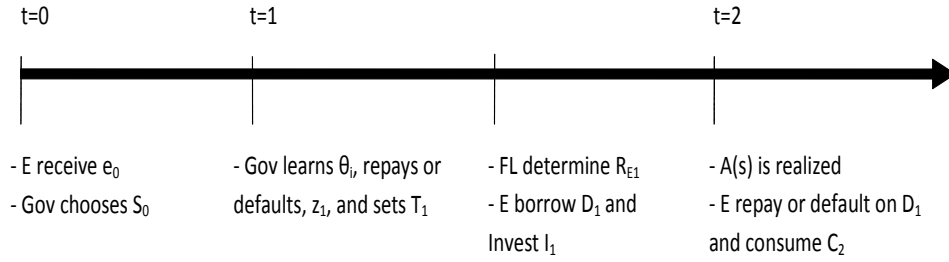 t=0
t=1
t=2
- E receive e₀
- Gov chooses S₀
- Gov learns θᵢ, repays or
defaults, z₁, and sets T₁
- FL determine R_E1
- E borrow D₁ and
Invest I₁
- A(s) is realized
- E repay or default on D₁
and consume C₂